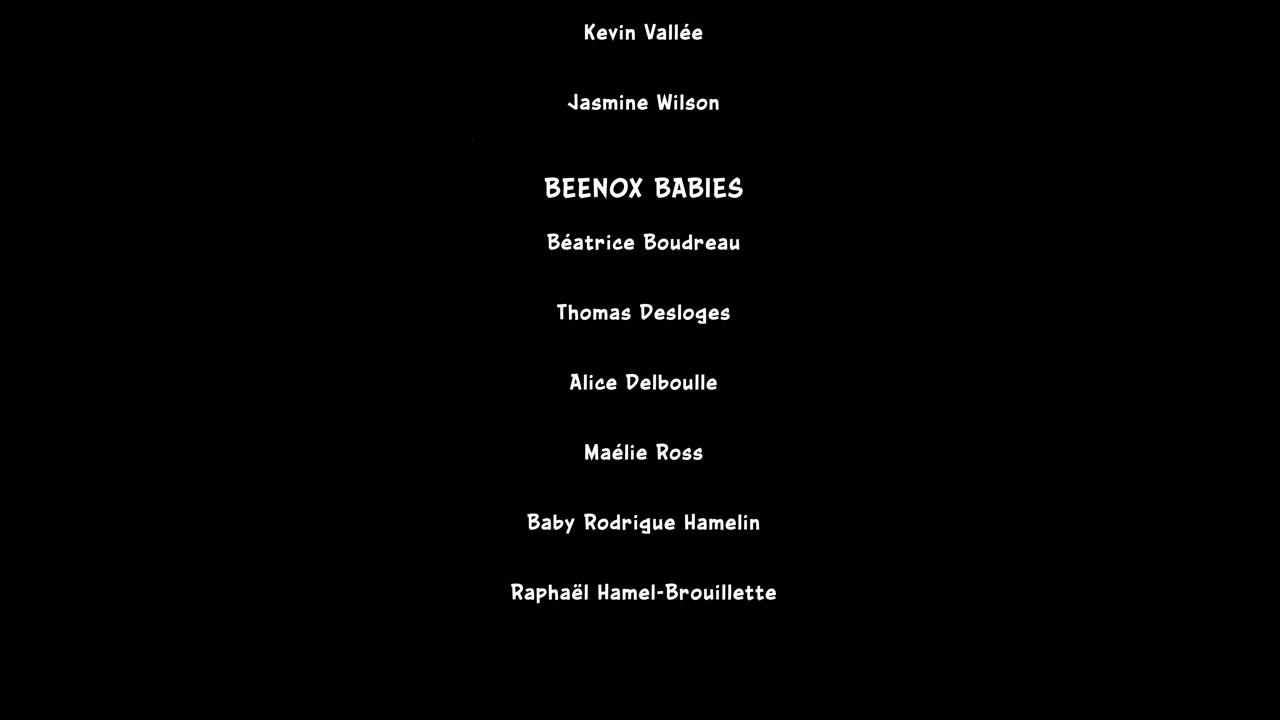 Kevin Vallée
Jasmine Wilson
BEENOX BABIES
Béatrice Boudreau
Thomas Desloges
Alice Delboulle
Maélie Ross
Baby Rodrigue Hamelin
Raphaël Hamel-Brouillette